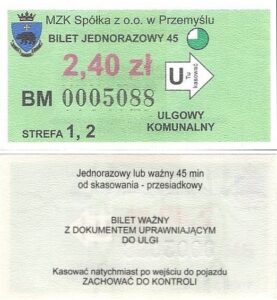 MZK Spółka z o.o. w Przemyślu
BILET JEDNORAZOWY 45
2,40 zł
U
Tu kasować
BM 0005088
ULGOWY
KOMUNALNY
STREFA 1, 2
Jednorazowy lub ważny 45 min
od skasowania - przesiadkowy
BILET WAŻNY
Z DOKUMENTEM UPRAWNIAJĄCYM
DO ULGI
Kasować natychmiast po wejściu do pojazdu
ZACHOWAĆ DO KONTROLI